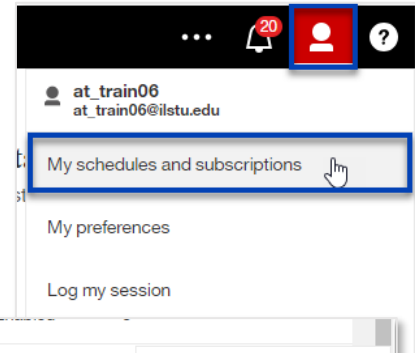 ... 20 ?
at_train06
at_train06@ilstu.edu
My schedules and subscriptions
My preferences
Log my session